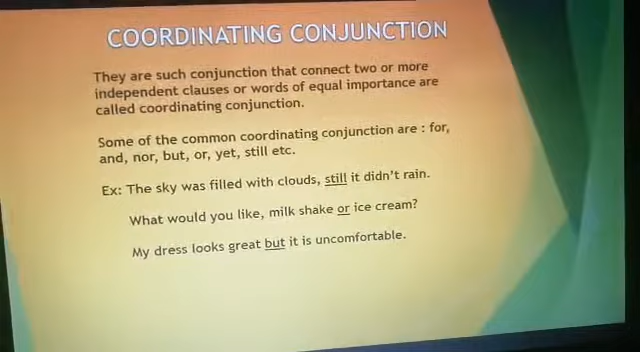 COORDINATING CONJUNCTION
They are such conjunction that connect two or more
independent clauses or words of equal importance are
called coordinating conjunction.
Some of the common coordinating conjunction are : for,
and, nor, but, or, yet, still etc.
Ex: The sky was filled with clouds, still it didn't rain.
What would you like, milk shake or ice cream?
My dress looks great but it is uncomfortable.